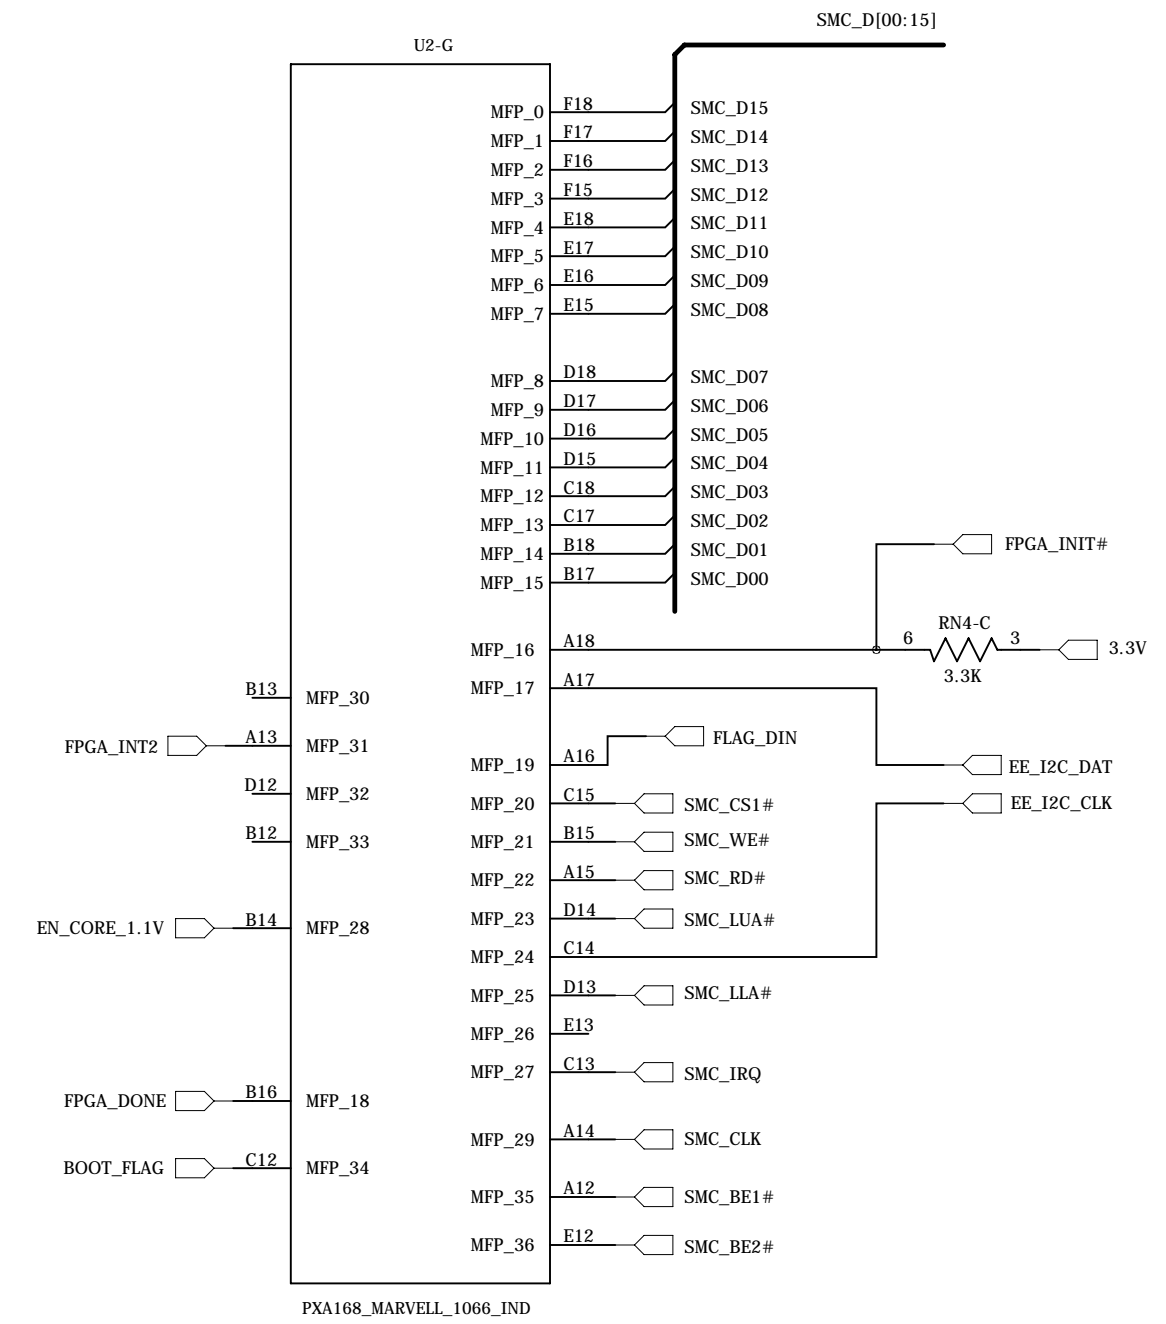 SMC_D[00:15]
U2-G
MFP_0 F18 SMC_D15
MFP_1 F17 SMC_D14
MFP_2 F16 SMC_D13
MFP_3 F15 SMC_D12
MFP_4 E18 SMC_D11
MFP_5 E17 SMC_D10
MFP_6 E16 SMC_D09
MFP_7 E15 SMC_D08
MFP_8 D18 SMC_D07
MFP_9 D17 SMC_D06
MFP_10 D16 SMC_D05
MFP_11 D15 SMC_D04
MFP_12 C18 SMC_D03
MFP_13 C17 SMC_D02
MFP_14 B18 SMC_D01
FPGA_INIT#
MFP_15 B17 SMC_D00
RN4-C
MFP_16 A18 6 3 3.3V
3.3K
MFP_17 A17
B13 MFP_30
FPGA_INT2 A13 MFP_31
FLAG_DIN
MFP_19 A16
EE_I2C_DAT
D12 MFP_32
MFP_20 C15 SMC_CS1#
EE_I2C_CLK
B12 MFP_33
MFP_21 B15 SMC_WE#
MFP_22 A15 SMC_RD#
MFP_23 D14 SMC_LUA#
EN_CORE_1.1V B14 MFP_28
MFP_24 C14
MFP_25 D13 SMC_LLA#
MFP_26 E13
MFP_27 C13 SMC_IRQ
FPGA_DONE B16 MFP_18
MFP_29 A14 SMC_CLK
BOOT_FLAG C12 MFP_34
MFP_35 A12 SMC_BE1#
MFP_36 E12 SMC_BE2#
PXA168_MARVELL_1066_IND